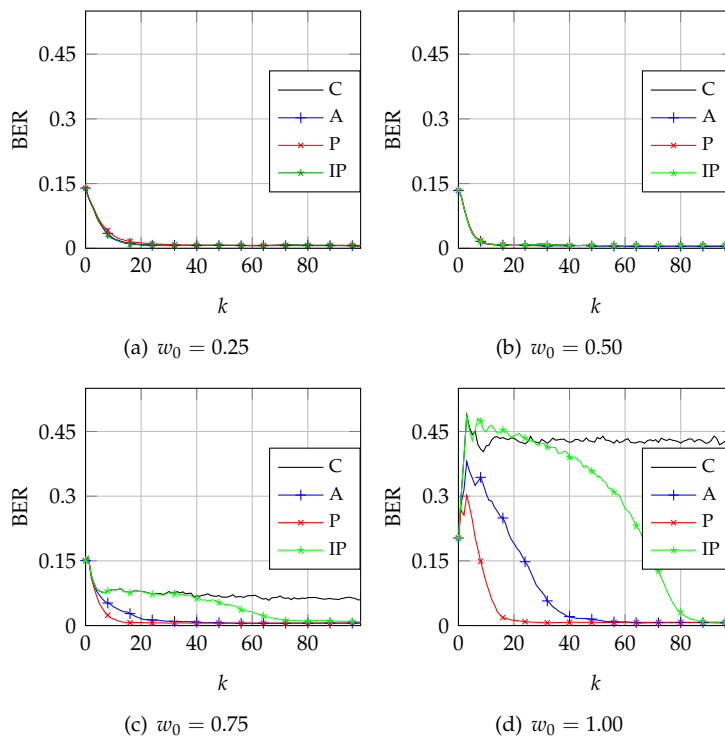 BER
0.45
0.3
0.15
0
0 20 40 60 80
k
C
A
P
IP
(a) w₀ = 0.25
BER
0.45
0.3
0.15
0
0 20 40 60 80
k
C
A
P
IP
(b) w₀ = 0.50
BER
0.45
0.3
0.15
0
0 20 40 60 80
k
C
A
P
IP
(c) w₀ = 0.75
BER
0.45
0.3
0.15
0
0 20 40 60 80
k
C
A
P
IP
(d) w₀ = 1.00